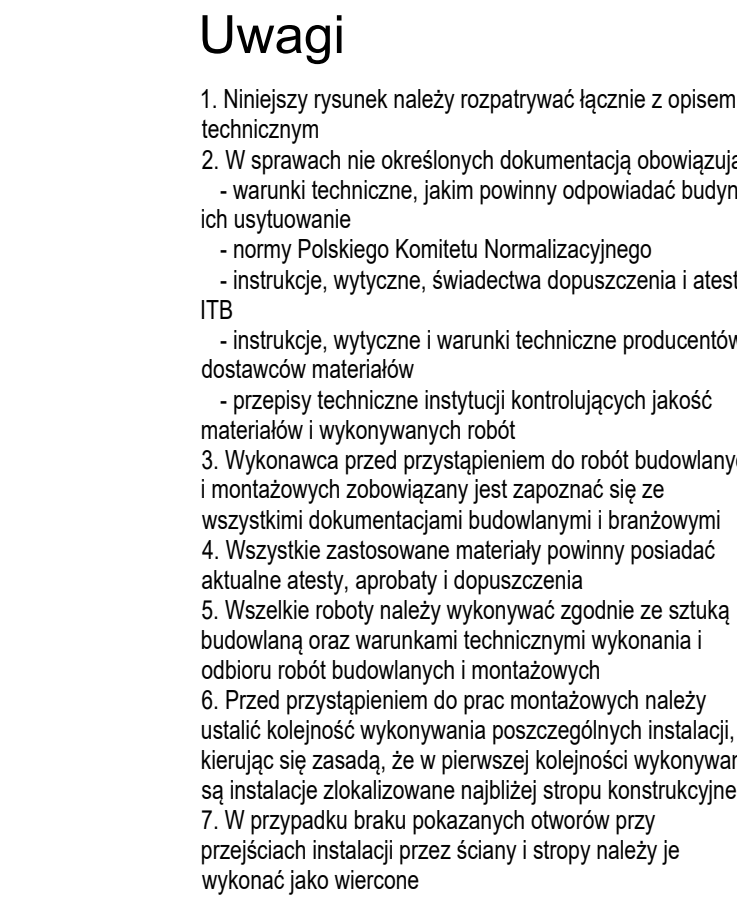 Uwagi
1. Niniejszy rysunek należy rozpatrywać łącznie z opisem
technicznym
2. W sprawach nie określonych dokumentacją obowiązują
- warunki techniczne, jakim powinny odpowiadać
ich usytuowanie
- normy Polskiego Komitetu Normalizacyjnego
- instrukcje, wytyczne, świadectwa dopuszczenia i
ITB
- instrukcje, wytyczne i warunki techniczne producentów
dostawców materiałów
- przepisy techniczne instytucji kontrolujących jakość
materiałów i wykonywanych robót
3. Wykonawca przed przystąpieniem do robót
i montażowych zobowiązany jest zapoznać się ze
wszystkimi dokumentacjami budowlanymi i branżowymi
4. Wszystkie zastosowane materiały powinny posiadać
aktualne atesty, aprobaty i dopuszczenia
5. Wszelkie roboty należy wykonywać zgodnie ze sztuką
budowlaną oraz warunkami technicznymi wykonania i
odbioru robót budowlanych i montażowych
6. Przed przystąpieniem do prac montażowych należy
ustalić kolejność wykonywania poszczególnych instalacji,
kierując się zasadą, że w pierwszej kolejności
są instalacje zlokalizowane najbliżej stropu
7. W przypadku braku pokazanych otworów przy
przejściach instalacji przez ściany i stropy należy je
wykonać jako wiercone